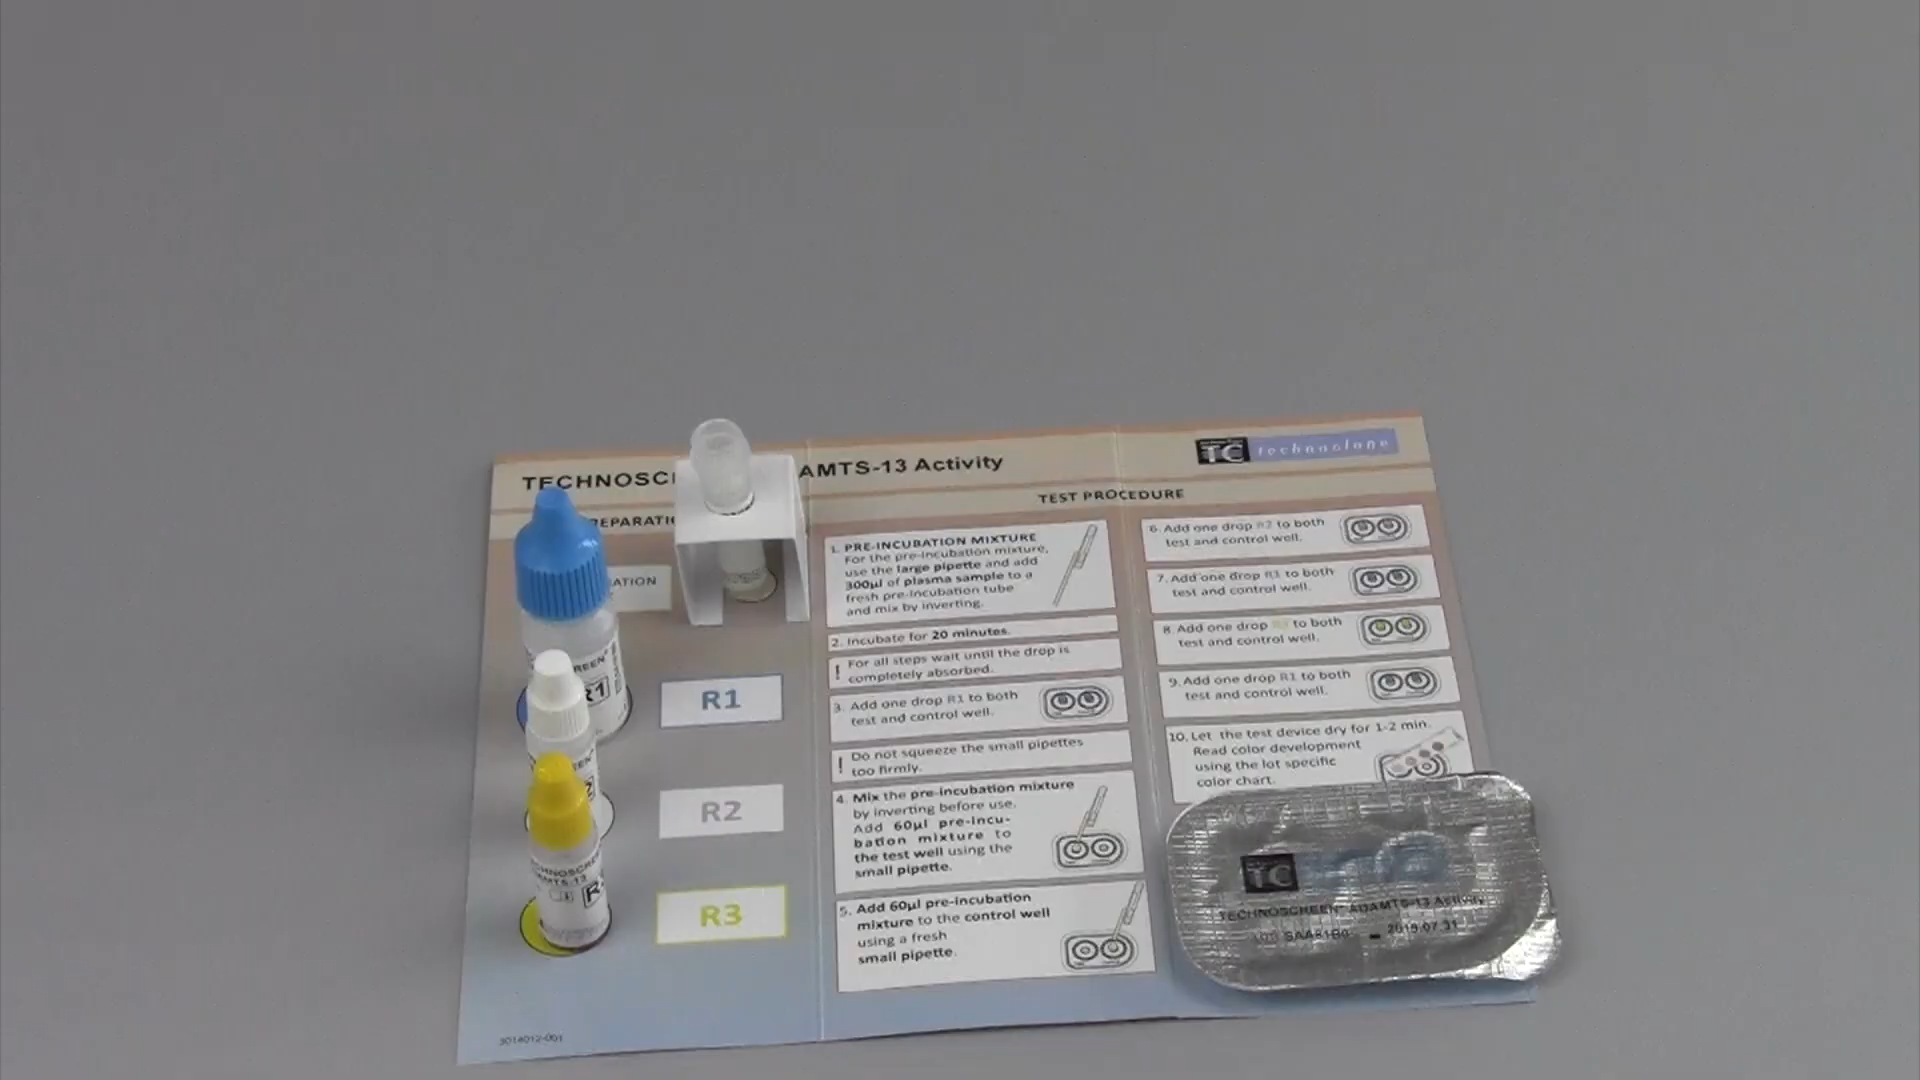 AMTS-13 Activity
TC technoclone
TEST PROCEDURE
1. PRE-INCUBATION MIXTURE
For the pre-incubation mixture,
use the large pipette and add
300µl of plasma sample to a
fresh pre-incubation tube
and mix by inverting.
2. Incubate for 20 minutes.
! For all steps wait until the drop is
completely absorbed.
3. Add one drop R1 to both
test and control well.
! Do not squeeze the small pipettes
too firmly.
4. Mix the pre-incubation mixture
by inverting before use.
Add 60µl pre-incu-
bation mixture to
the test well using the
small pipette.
5. Add 60µl pre-incubation
mixture to the control well
using a fresh
small pipette.
6. Add one drop R2 to both
test and control well.
7. Add one drop R1 to both
test and control well.
8. Add one drop R3 to both
test and control well.
9. Add one drop R1 to both
test and control well.
10. Let the test device dry for 1-2 min.
Read color development
using the lot specific
color chart.
R1
R2
R3
R1
TC
TECHNOSCREEN® ADAMTS-13 Activity
2015.07.31
3014012-001